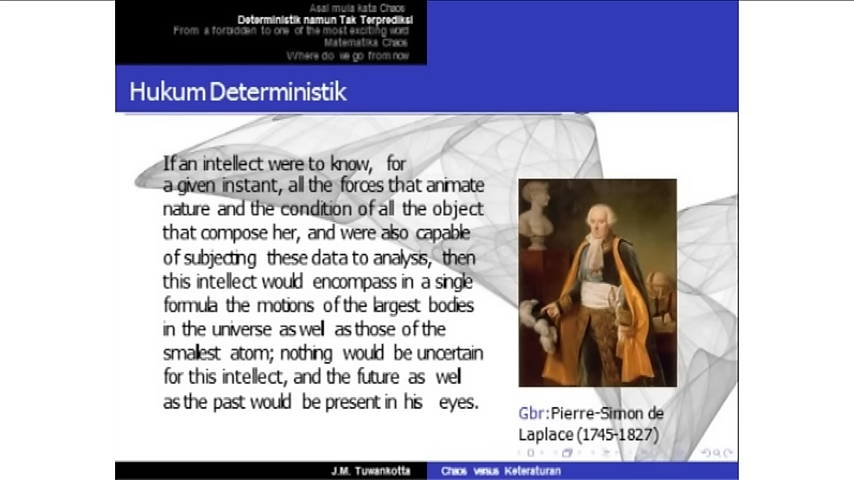 Asal mula kata Chaos
Deterministik namun Tak Terprediksi
From a forbidden to one of the most exciting word
Matematika Chaos
Where do we go from now
Hukum Deterministik
If an intellect were to know, for
a given instant, all the forces that animate
nature and the condition of all the object
that compose her, and were also capable
of subjecting these data to analysis, then
this intellect would encompass in a single
formula the motions of the largest bodies
in the universe as well as those of the
smallest atom; nothing would be uncertain
for this intellect, and the future as well
as the past would be present in his eyes.
Gbr: Pierre-Simon de
Laplace (1745-1827)
J.M. Tuwankotta
Chaos versus Keteraturan